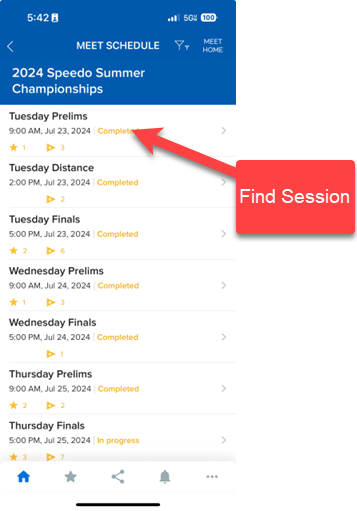 5:42
5G 100
MEET SCHEDULE
MEET
HOME
2024 Speedo Summer
Championships
Tuesday Prelims
9:00 AM, Jul 23, 2024 | Completed
1 3
Find Session
Tuesday Distance
2:00 PM, Jul 23, 2024 | Completed
2
Tuesday Finals
5:00 PM, Jul 23, 2024 | Completed
2 6
Wednesday Prelims
9:00 AM, Jul 24, 2024 | Completed
1 3
Wednesday Finals
5:00 PM, Jul 24, 2024 | Completed
1
Thursday Prelims
9:00 AM, Jul 25, 2024 | Completed
2 2
Thursday Finals
5:00 PM, Jul 25, 2024 | In progress
3 7